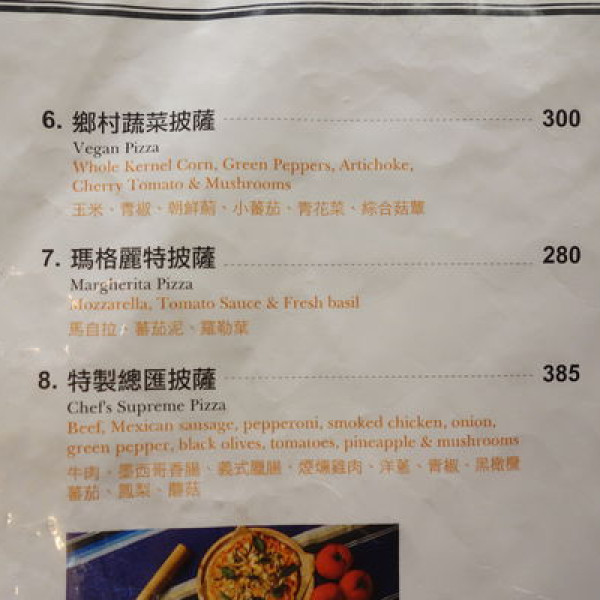 6. 鄉村蔬菜披薩 300
Vegan Pizza
Whole Kernel Corn, Green Peppers, Artichoke,
Cherry Tomato & Mushrooms
玉米、青椒、朝鮮薊、小蕃茄、青花菜、綜合菇蕈
7. 瑪格麗特披薩 280
Margherita Pizza
Mozzarella, Tomato Sauce & Fresh basil
馬自拉、蕃茄泥、羅勒葉
8. 特製總匯披薩 385
Chef's Supreme Pizza
Beef, Mexican sausage, pepperoni, smoked chicken, onion,
green pepper, black olives, tomatoes, pineapple & mushrooms
牛肉、墨西哥香腸、義式臘腸、煙燻雞肉、洋蔥、青椒、黑橄欖
蕃茄、鳳梨、蘑菇